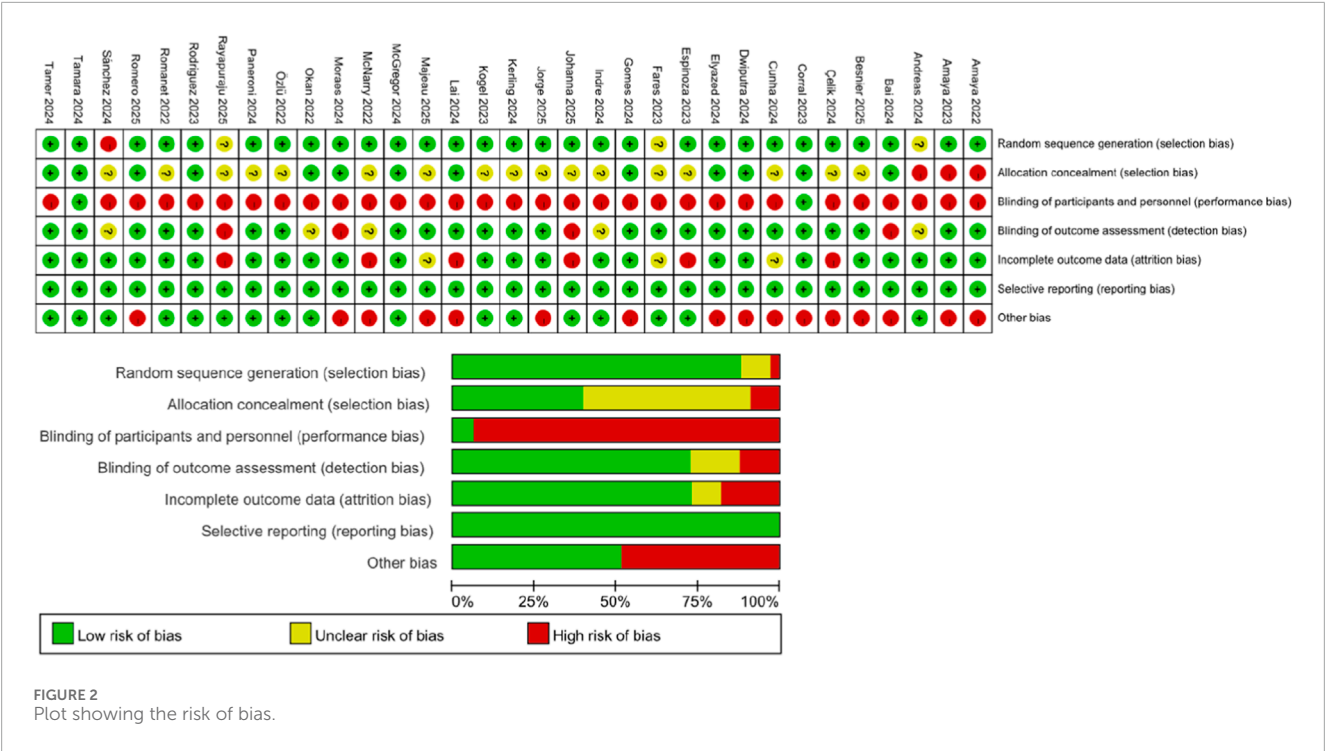 Tamer 2024
Tamara 2024
Sánchez 2024
Romero 2025
Romanet 2022
Rodriguez 2023
Rayapuraju 2025
Paneroni 2024
Özlü 2022
Okan 2022
Moraes 2024
McNarry 2022
McGregor 2024
Majeau 2025
Lai 2024
Kogel 2023
Kerling 2024
Jorge 2025
Johanna 2025
Indre 2024
Gomes 2024
Fares 2025
Espinoza 2023
Elyazed 2024
Dwiputra 2024
Cunha 2024
Corral 2023
Çelik 2024
Besnier 2025
Bai 2024
Andreas 2024
Amaya 2023
Amaya 2022
+ + - + + + ? + + + + + + + + + + + + + + ? + + + + + + + + ? + +
Random sequence generation (selection bias)
+ + ? + ? + ? ? ? + + ? + ? + ? ? ? ? ? + ? ? + + ? + ? ? + - - -
Allocation concealment (selection bias)
- + - - - - - - - - - - - - - - - - - - - - - - - - + - - - - - -
Blinding of participants and personnel (performance bias)
+ + ? + + + - + + ? - ? + + + + + + - ? + + + + + + + + + - ? + +
Blinding of outcome assessment (detection bias)
+ + + + + + - + + + + - + ? - + + + - + + ? - + + ? + - + + + + +
Incomplete outcome data (attrition bias)
+ + + + + + + + + + + + + + + + + + + + + + + + + + + + + + + + +
Selective reporting (reporting bias)
+ + + - + + + + + + - - + - - + + - + + - + + - - - - - - - + - -
Other bias
Random sequence generation (selection bias)
Allocation concealment (selection bias)
Blinding of participants and personnel (performance bias)
Blinding of outcome assessment (detection bias)
Incomplete outcome data (attrition bias)
Selective reporting (reporting bias)
Other bias
0% 25% 50% 75% 100%
Low risk of bias Unclear risk of bias High risk of bias
FIGURE 2
Plot showing the risk of bias.